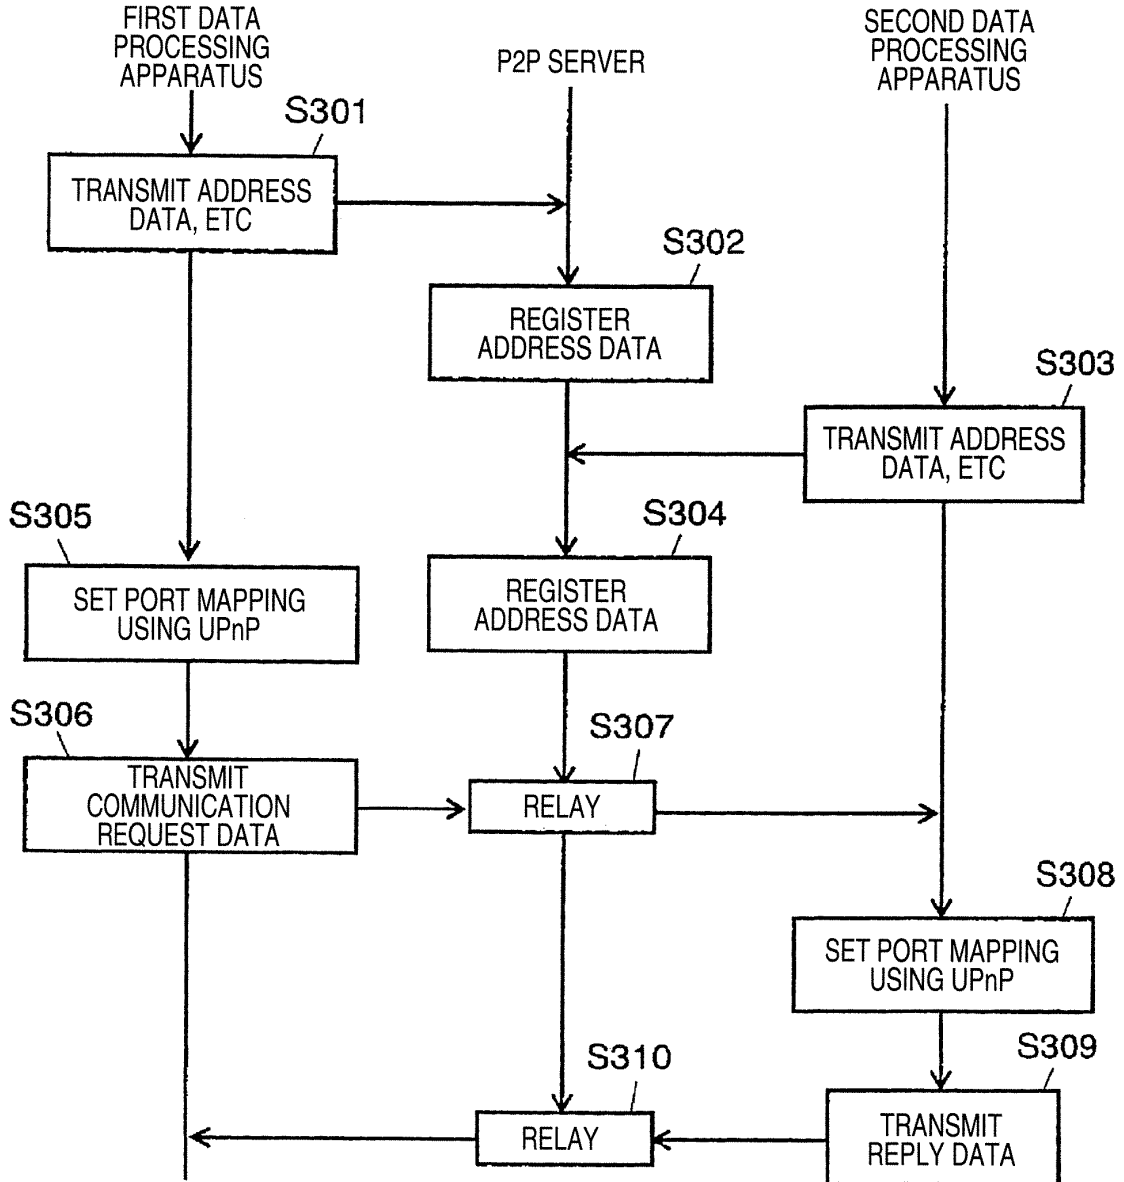 FIRST DATA
PROCESSING
APPARATUS
P2P SERVER
SECOND DATA
PROCESSING
APPARATUS
S301
TRANSMIT ADDRESS
DATA, ETC
S302
REGISTER
ADDRESS DATA
S303
TRANSMIT ADDRESS
DATA, ETC
S304
REGISTER
ADDRESS DATA
S305
SET PORT MAPPING
USING UPnP
S306
TRANSMIT
COMMUNICATION
REQUEST DATA
S307
RELAY
S308
SET PORT MAPPING
USING UPnP
S309
TRANSMIT
REPLY DATA
S310
RELAY